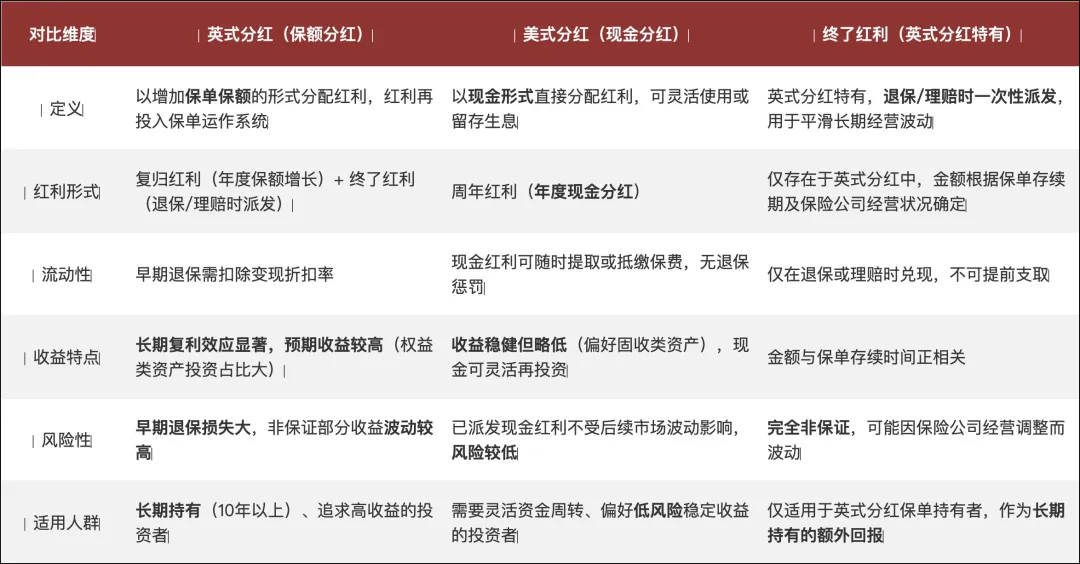 对比维度 英式分红（保额分红） 美式分红（现金分红） 终了红利（英式分红特有）
定义
以增加保单保额的形式分配红利，红利再
投入保单运作系统
以现金形式直接分配红利，可灵活使用或
留存生息
英式分红特有，退保/理赔时一次性派发，
用于平滑长期经营波动
红利形式
复归红利（年度保额增长）+ 终了红利
（退保/理赔时派发）
周年红利（年度现金分红）
仅存在于英式分红中，金额根据保单存续
期及保险公司经营状况确定
流动性
早期退保需扣除变现折扣率
现金红利可随时提取或抵缴保费，无退保
惩罚
仅在退保或理赔时兑现，不可提前支取
收益特点
长期复利效应显著，预期收益较高（权益
类资产投资占比大）
收益稳健但略低（偏好固收类资产），现
金可灵活再投资
金额与保单存续时间正相关
风险性
早期退保损失大，非保证部分收益波动较
高
已派发现金红利不受后续市场波动影响，
风险较低
完全非保证，可能因保险公司经营调整而
波动
适用人群
长期持有（10年以上）、追求高收益的投
资者
需要灵活资金周转、偏好低风险稳定收益
的投资者
仅适用于英式分红保单持有者，作为长期
持有的额外回报